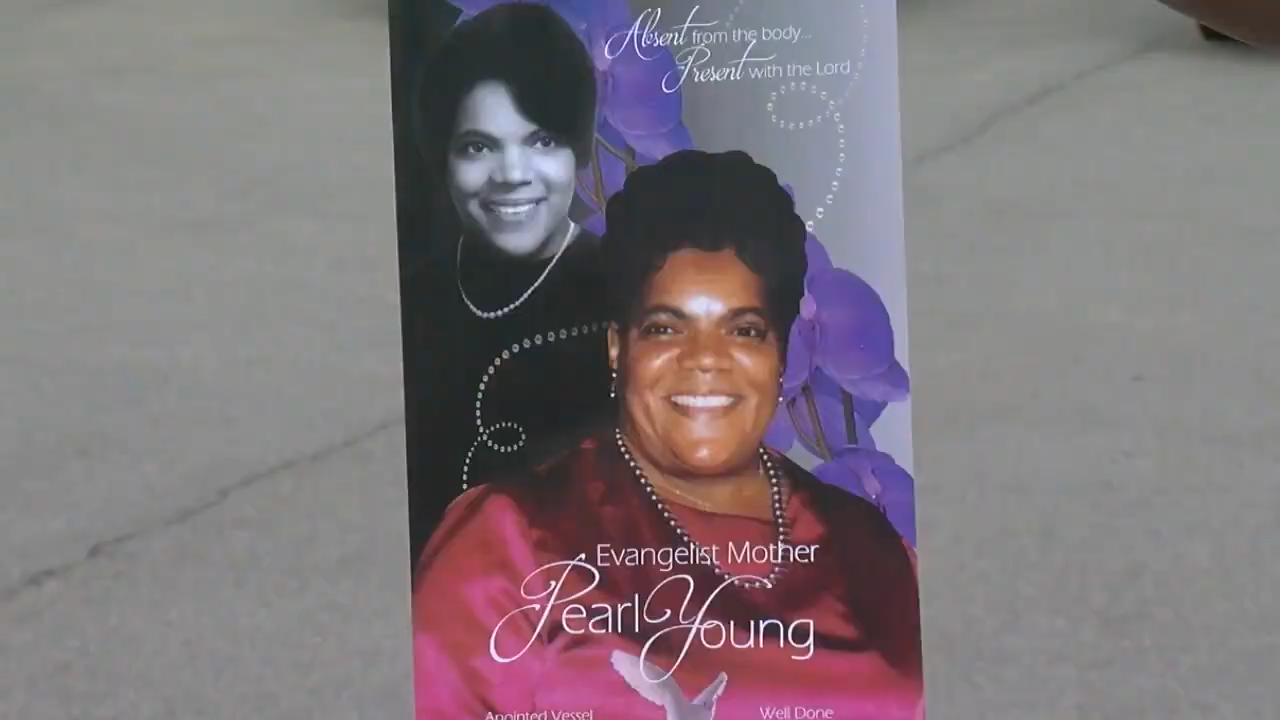 Absent from the body...
Present with the Lord
Evangelist Mother
Pearl Young
Anointed Vessel
Well Done